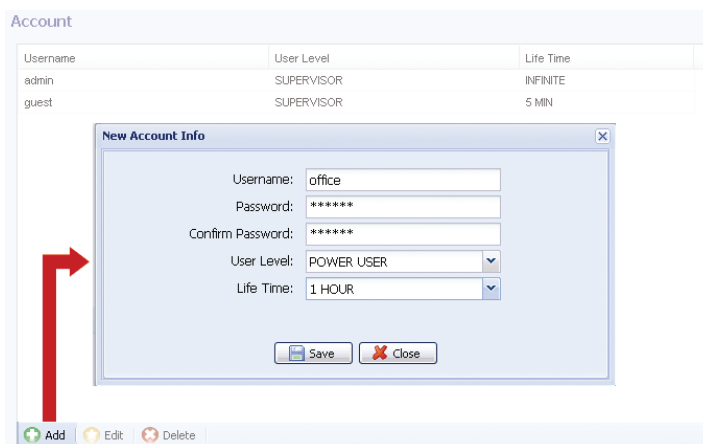 Account
Username User Level Life Time
admin SUPERVISOR INFINITE
guest SUPERVISOR 5 MIN
New Account Info
Username: office
Password: ******
Confirm Password: ******
User Level: POWER USER
Life Time: 1 HOUR
Save Close
Add Edit Delete